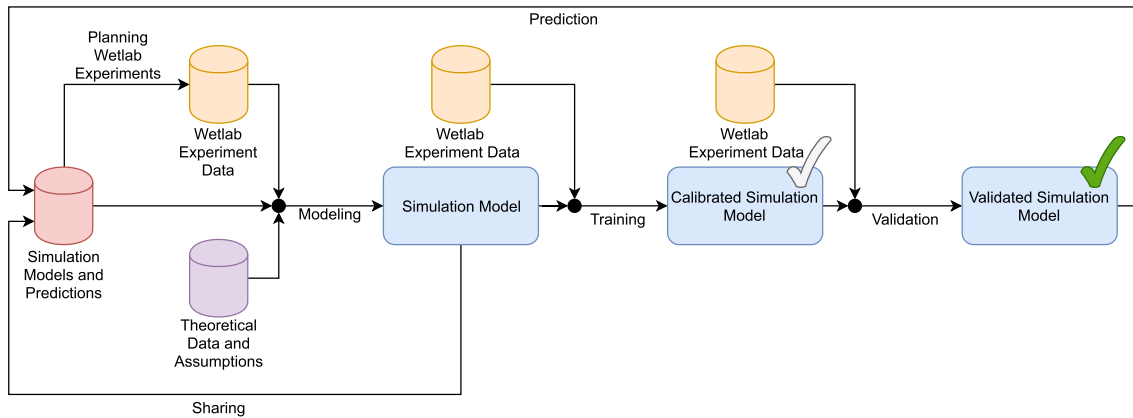 Prediction
Planning
Wetlab
Experiments
Wetlab
Experiment
Data
Wetlab
Experiment Data
Wetlab
Experiment Data
Simulation
Models and
Predictions
Modeling
Simulation Model
Training
Calibrated Simulation
Model
Validation
Validated Simulation
Model
Theoretical
Data and
Assumptions
Sharing